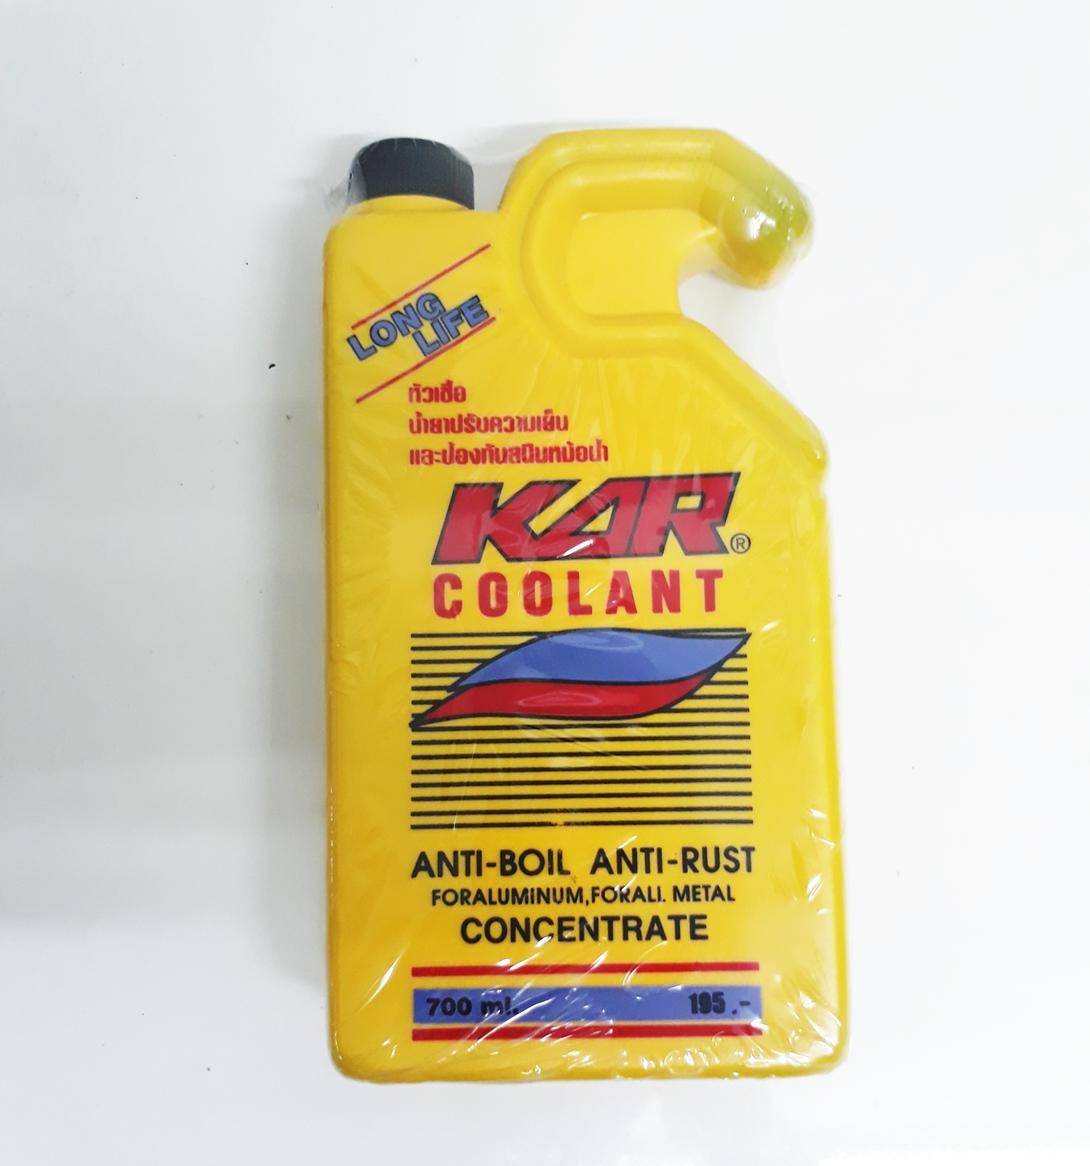 LONG
LIFE
หัวเชื้อ
น้ำยาปรับความเย็น
และป้องกันสนิมหม้อน้ำ
KAR®
COOLANT
ANTI-BOIL ANTI-RUST
FORALUMINUM,FORALL METAL
CONCENTRATE
700 ml. 195.-